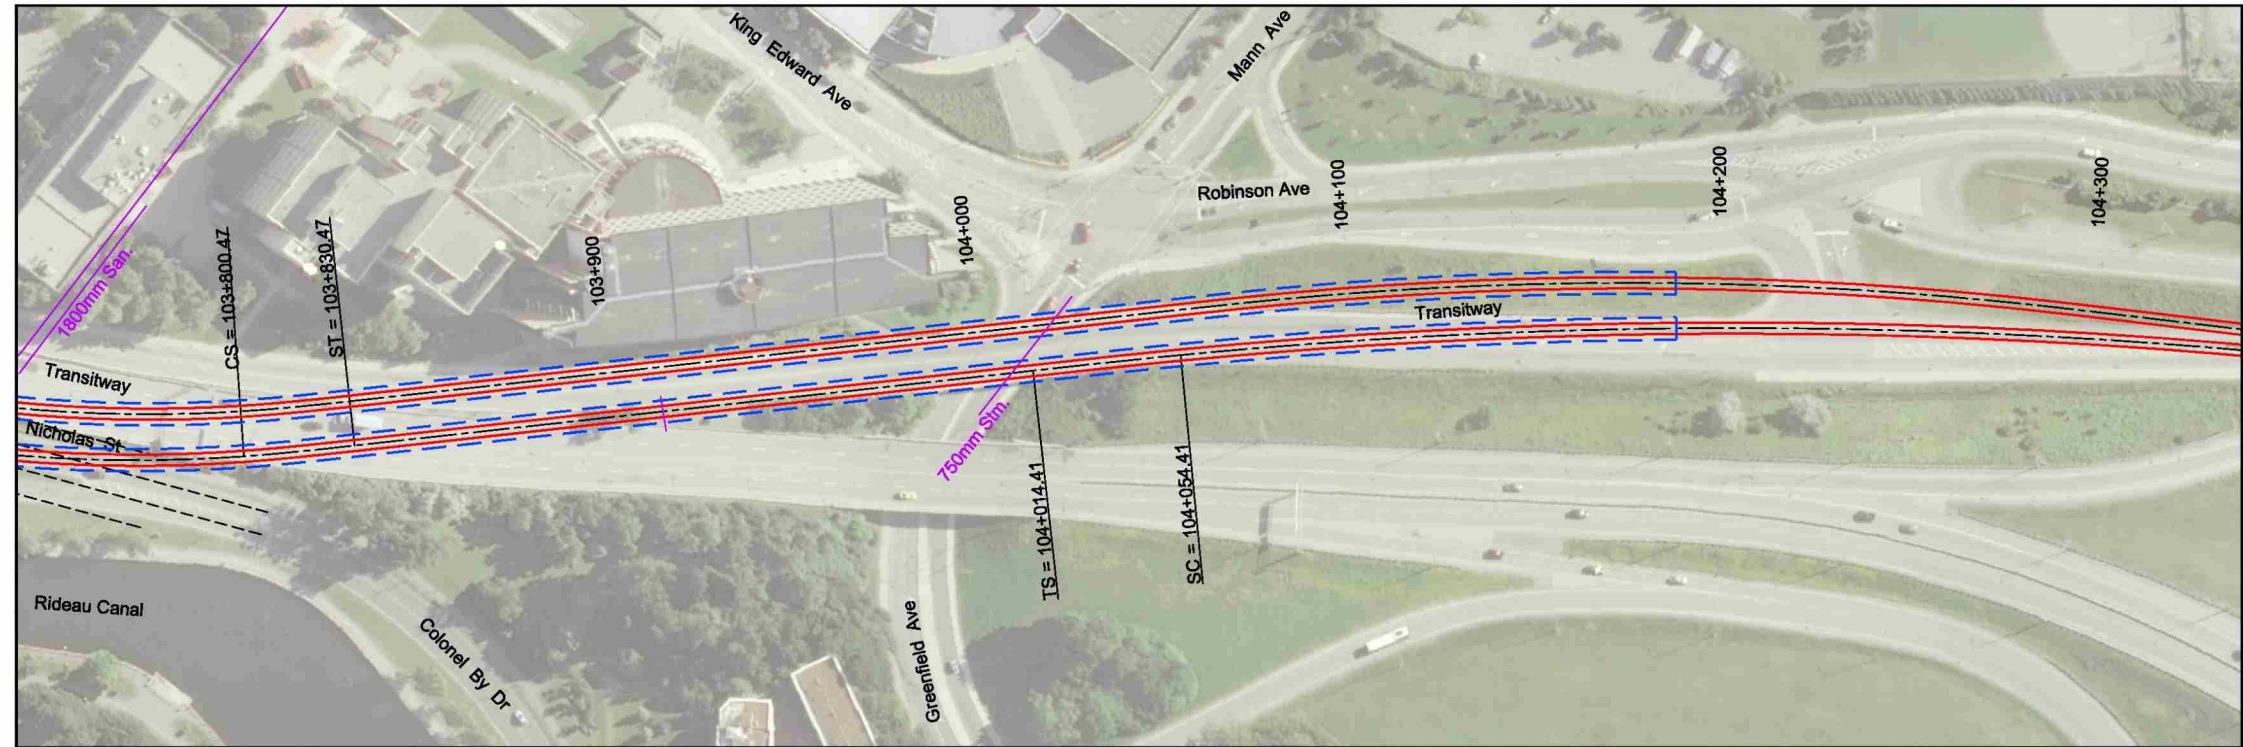 King Edward Ave
Mann Ave
Robinson Ave
1800mm San.
CS = 103+800.47
ST = 103+830.47
103+900
104+000
104+100
104+200
104+300
Transitway
Transitway
Nicholas St
750mm Stm.
TS = 104+014.41
SC = 104+054.41
Rideau Canal
Colonel By Dr
Greenfield Ave